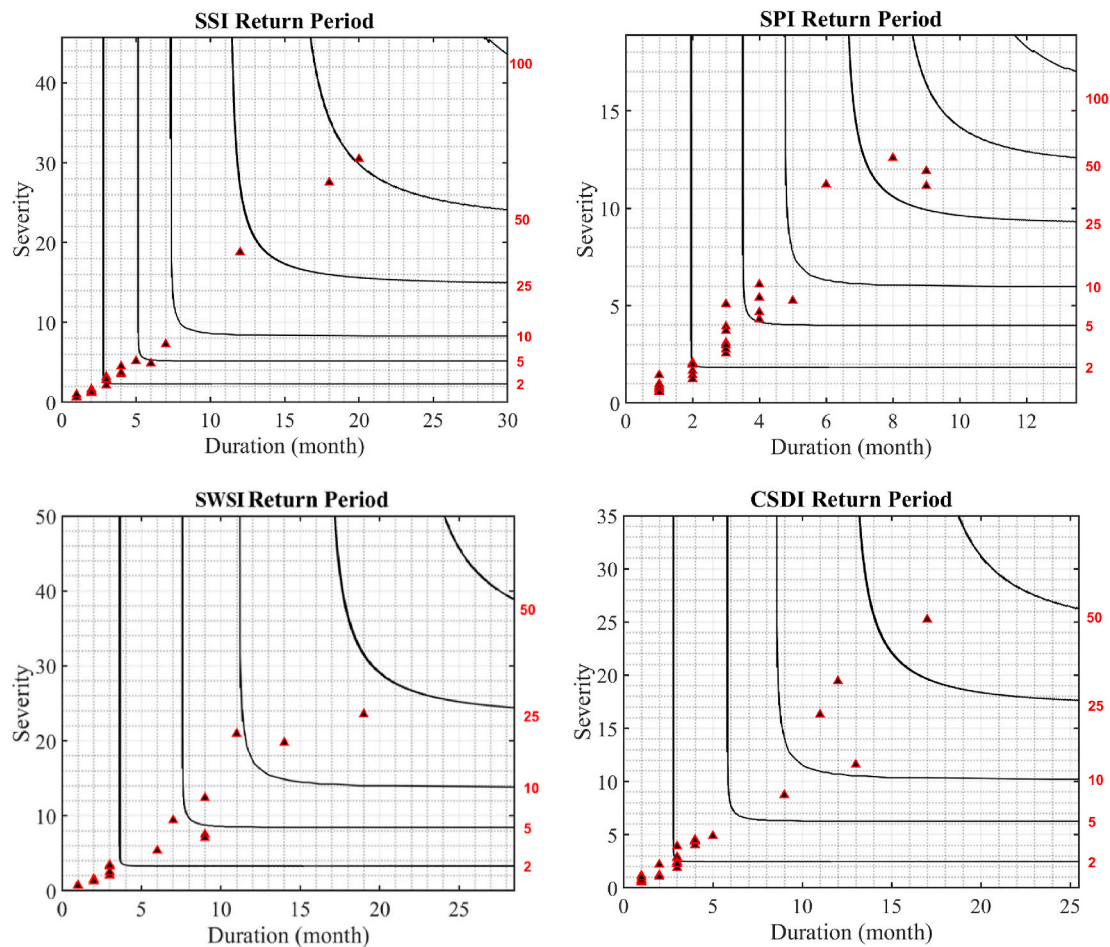 SSI Return Period
Severity
40
30
20
10
0
100
50
25
10
5
2
0 5 10 15 20 25 30
Duration (month)
SPI Return Period
Severity
15
10
5
0
100
50
25
10
5
2
0 2 4 6 8 10 12
Duration (month)
SWSI Return Period
Severity
50
40
30
20
10
0
50
25
10
5
2
0 5 10 15 20 25
Duration (month)
CSDI Return Period
Severity
35
30
25
20
15
10
5
0
50
25
10
5
2
0 5 10 15 20 25
Duration (month)